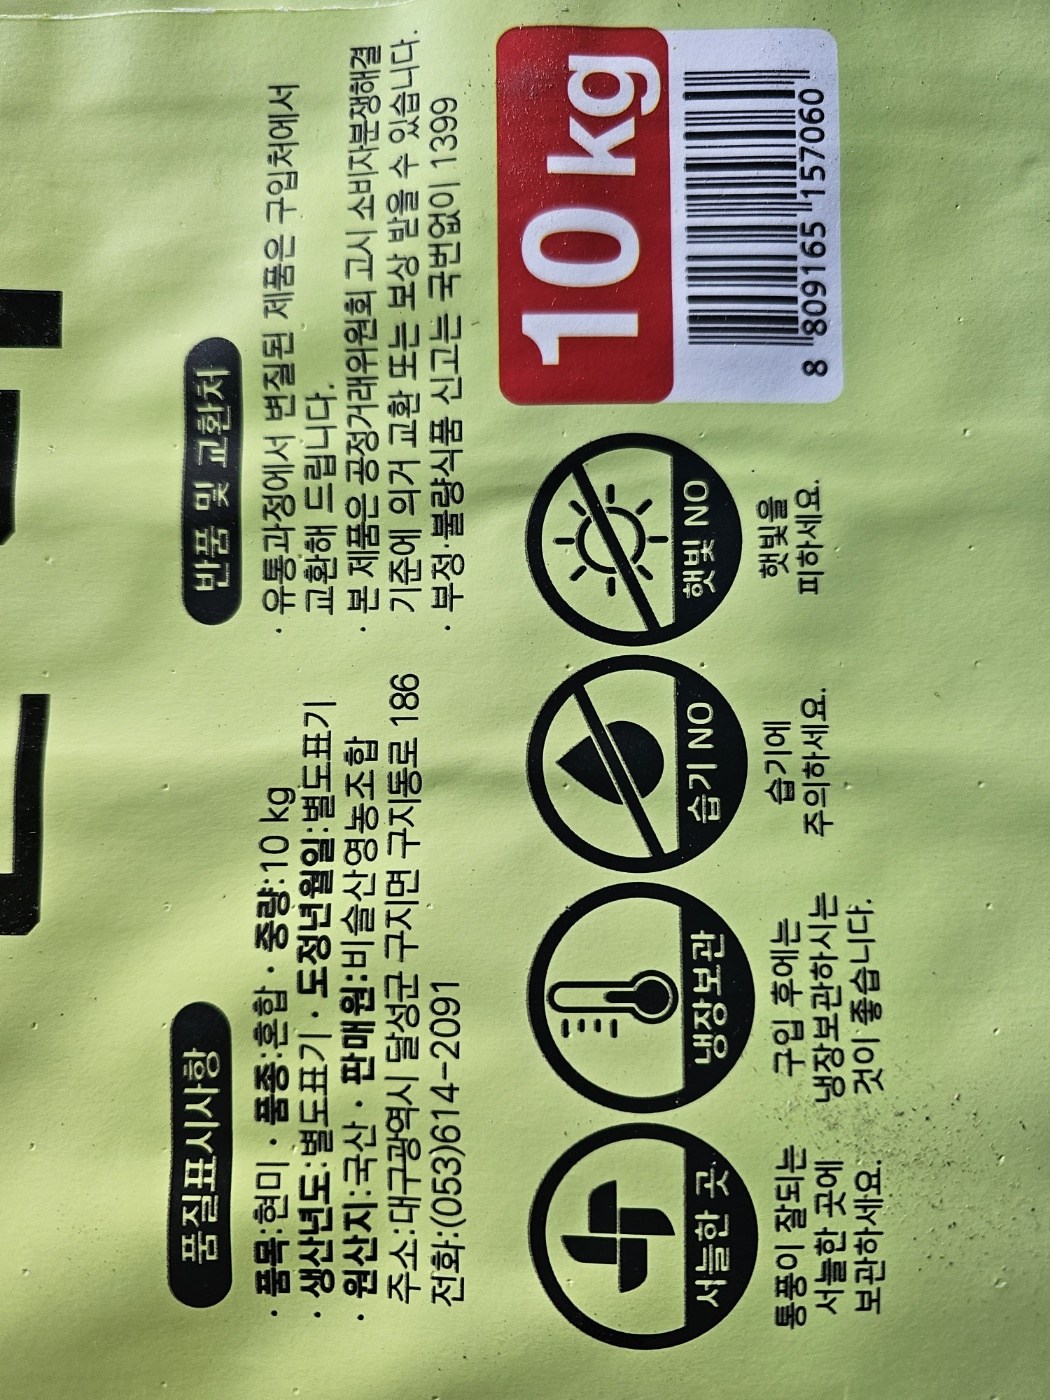 품질표시사항
· 품목:현미 · 품종:혼합 · 중량:10 kg
· 생산년도:별도표기 · 도정년월일:별도표기
· 원산지:국산 · 판매원:비슬산영농조합
주소:대구광역시 달성군 구지면 구지동로 186
전화:(053)614-2091
반품 및 교환처
· 유통과정에서 변질된 제품은 구입처에서
교환해 드립니다.
· 본 제품은 공정거래위원회 고시 소비자분쟁해결
기준에 의거 교환 또는 보상 받을 수 있습니다.
· 부정·불량식품 신고는 국번없이 1399
서늘한 곳
통풍이 잘되는
서늘한 곳에
보관하세요.
냉장보관
구입 후에는
냉장보관하시는
것이 좋습니다.
습기 NO
습기에
주의하세요.
햇빛 NO
햇빛을
피하세요.
10 kg
8 809165 157060